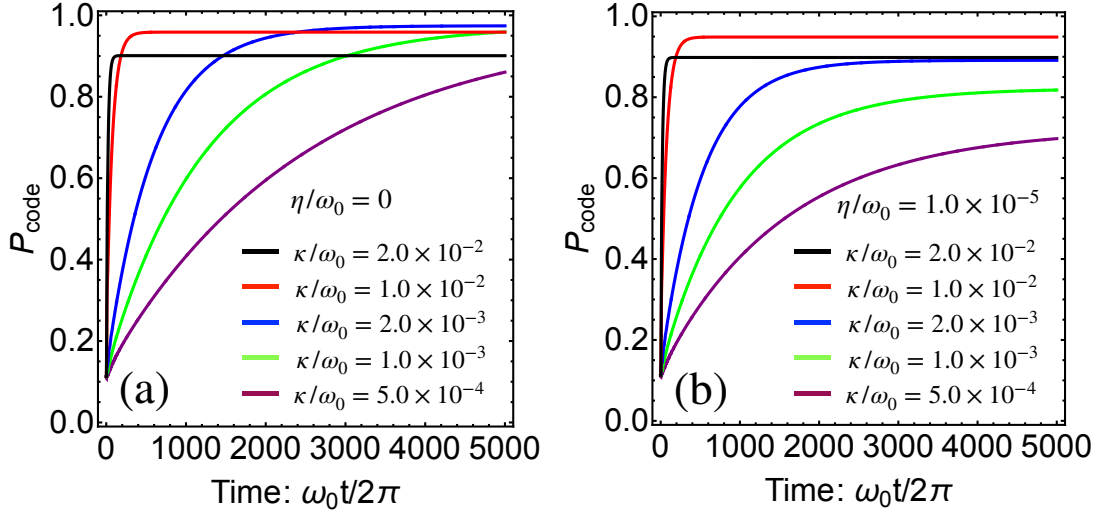 1.0
0.8
0.6
0.4
0.2
0.0
P_code
η/ω₀ = 0
κ/ω₀ = 2.0 × 10⁻²
κ/ω₀ = 1.0 × 10⁻²
κ/ω₀ = 2.0 × 10⁻³
κ/ω₀ = 1.0 × 10⁻³
κ/ω₀ = 5.0 × 10⁻⁴
(a)
0 1000 2000 3000 4000 5000
Time: ω₀t/2π
1.0
0.8
0.6
0.4
0.2
0.0
P_code
η/ω₀ = 1.0 × 10⁻⁵
κ/ω₀ = 2.0 × 10⁻²
κ/ω₀ = 1.0 × 10⁻²
κ/ω₀ = 2.0 × 10⁻³
κ/ω₀ = 1.0 × 10⁻³
κ/ω₀ = 5.0 × 10⁻⁴
(b)
0 1000 2000 3000 4000 5000
Time: ω₀t/2π